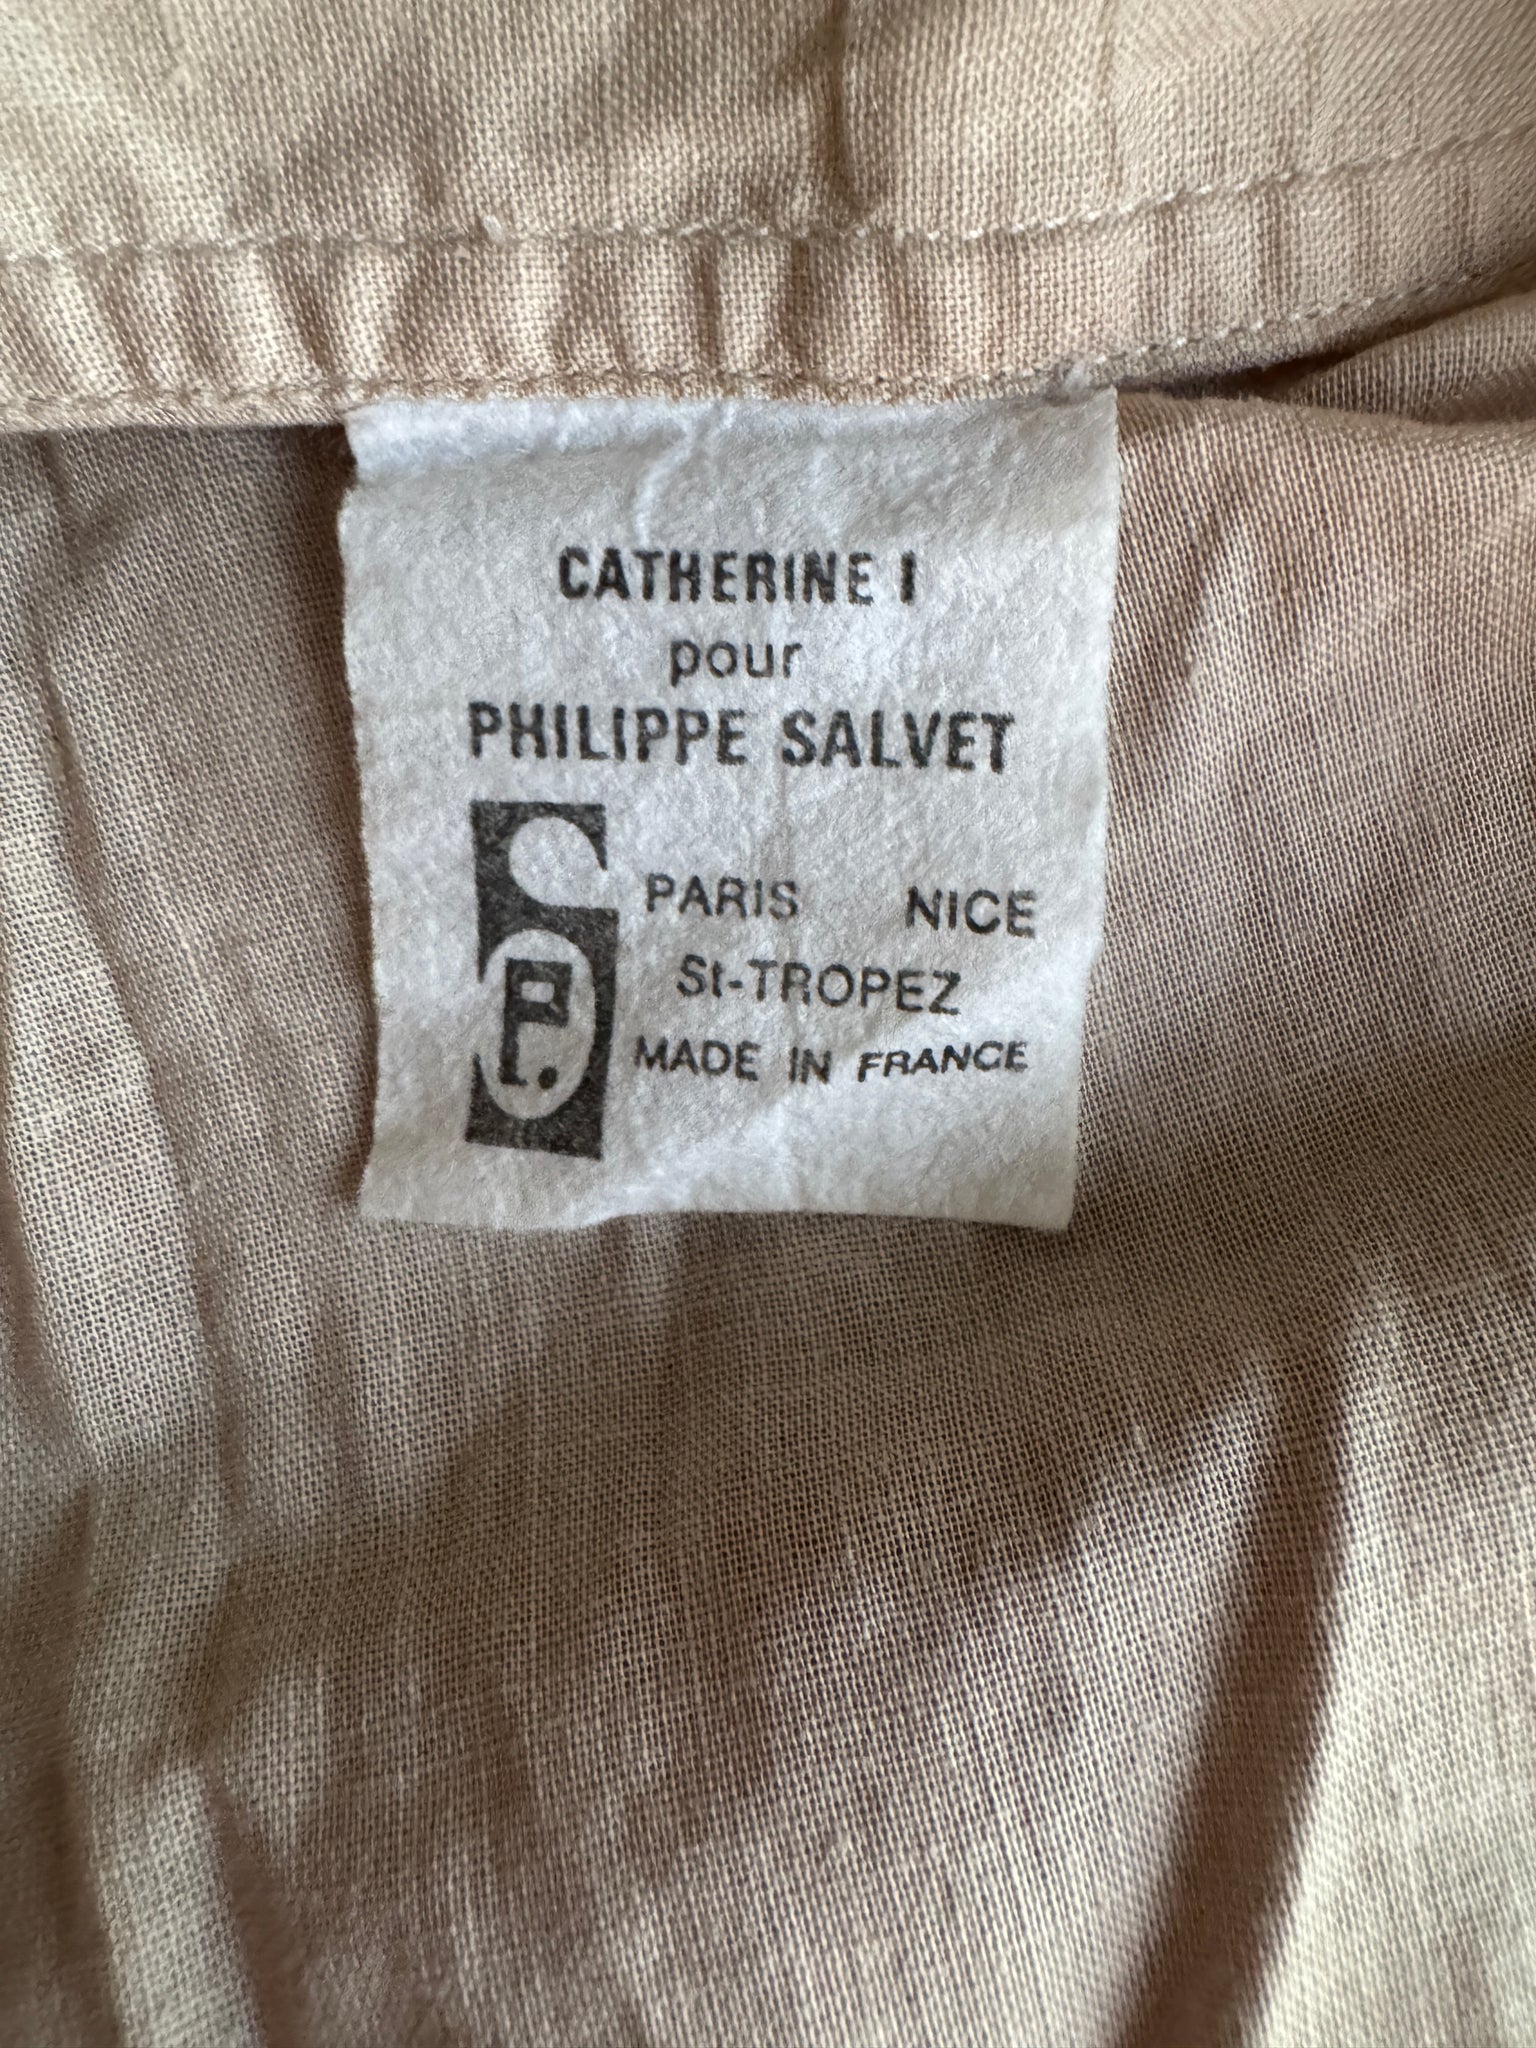 CATHERINE I
pour
PHILIPPE SALVET
P.
PARIS NICE
St-TROPEZ
MADE IN FRANCE